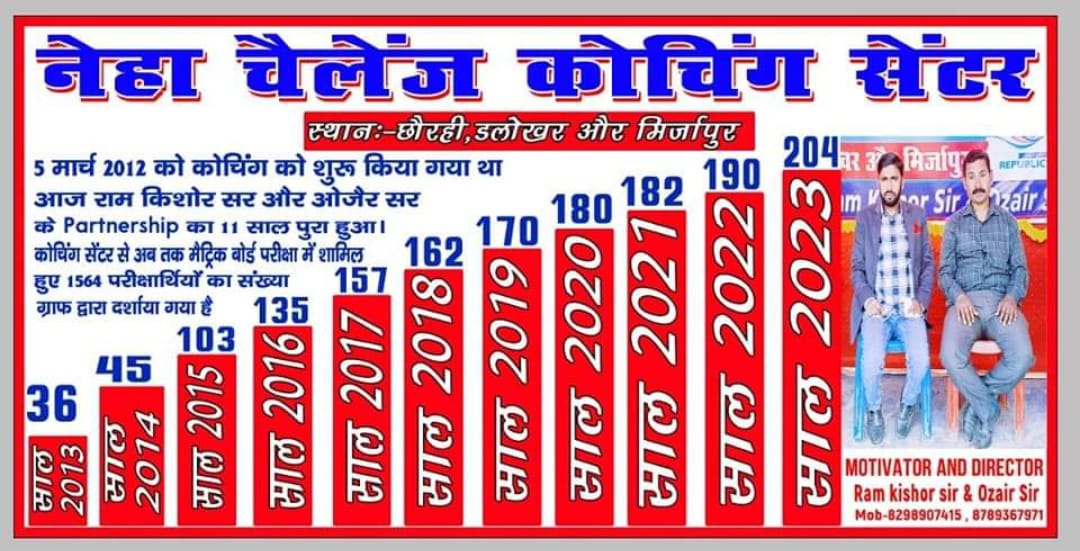 नेहा चैलेंज कोचिंग सेंटर
स्थानः-छौरही,डलोखर और मिर्जापुर
5 मार्च 2012 को कोचिंग को शुरू किया गया था
आज राम किशोर सर और ओजैर सर
के Partnership का 11 साल पुरा हुआ।
कोचिंग सेंटर से अब तक मैट्रिक बोर्ड परीक्षा में शामिल
हुए 1564 परीक्षार्थियों का संख्या
ग्राफ द्वारा दर्शाया गया है
36
साल 2013
45
साल 2014
103
साल 2015
135
साल 2016
157
साल 2017
162
साल 2018
170
साल 2019
180
साल 2020
182
साल 2021
190
साल 2022
204
साल 2023
और मिर्जापु
REPUBLIC
Kishor Sir
Ozair S
MOTIVATOR AND DIRECTOR
Ram kishor sir & Ozair Sir
Mob-8298907415 , 8789367971